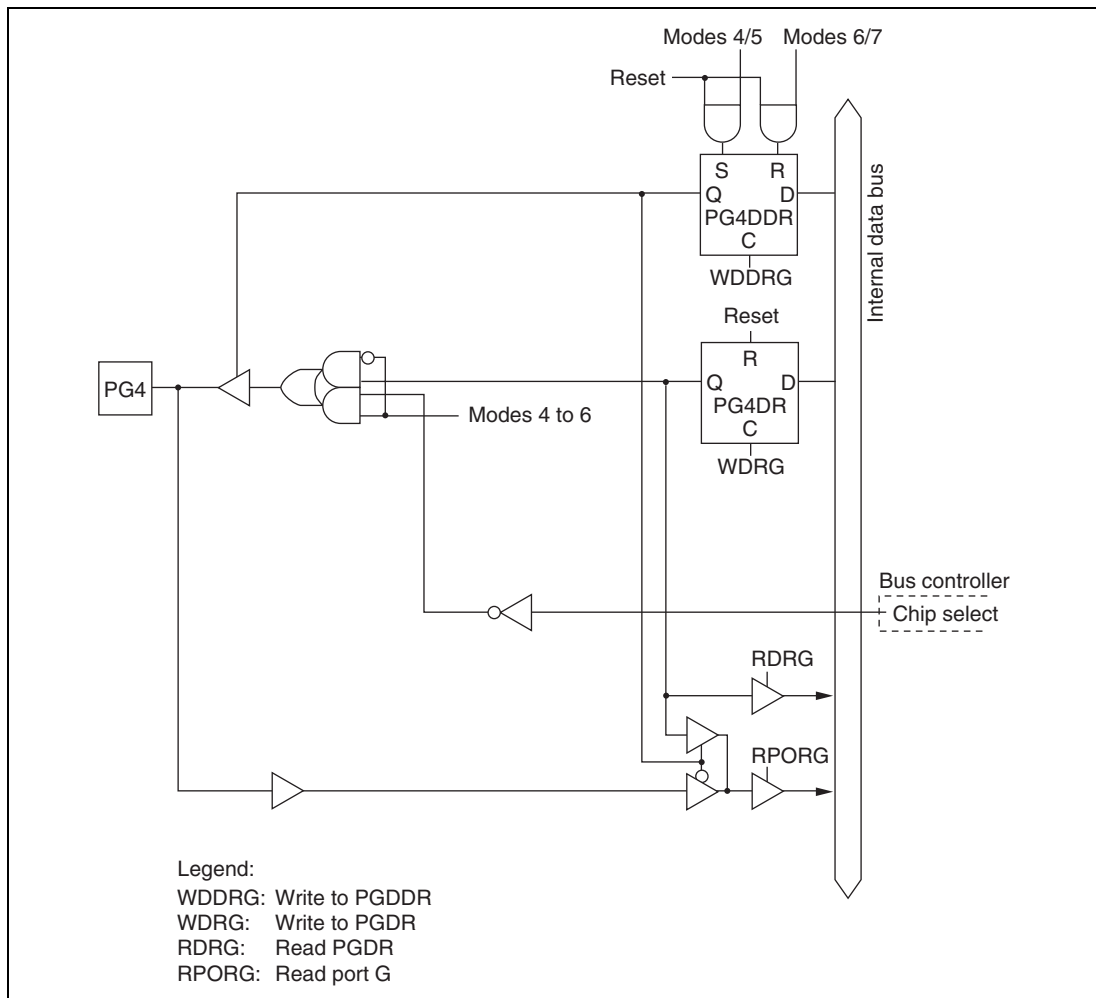 Modes 4/5 Modes 6/7
Reset
S R
Q D
PG4DDR
C
WDDRG
Internal data bus
Reset
R
Q D
PG4DR
C
WDRG
PG4
Modes 4 to 6
Bus controller
Chip select
RDRG
RPORG
Legend:
WDDRG: Write to PGDDR
WDRG: Write to PGDR
RDRG: Read PGDR
RPORG: Read port G